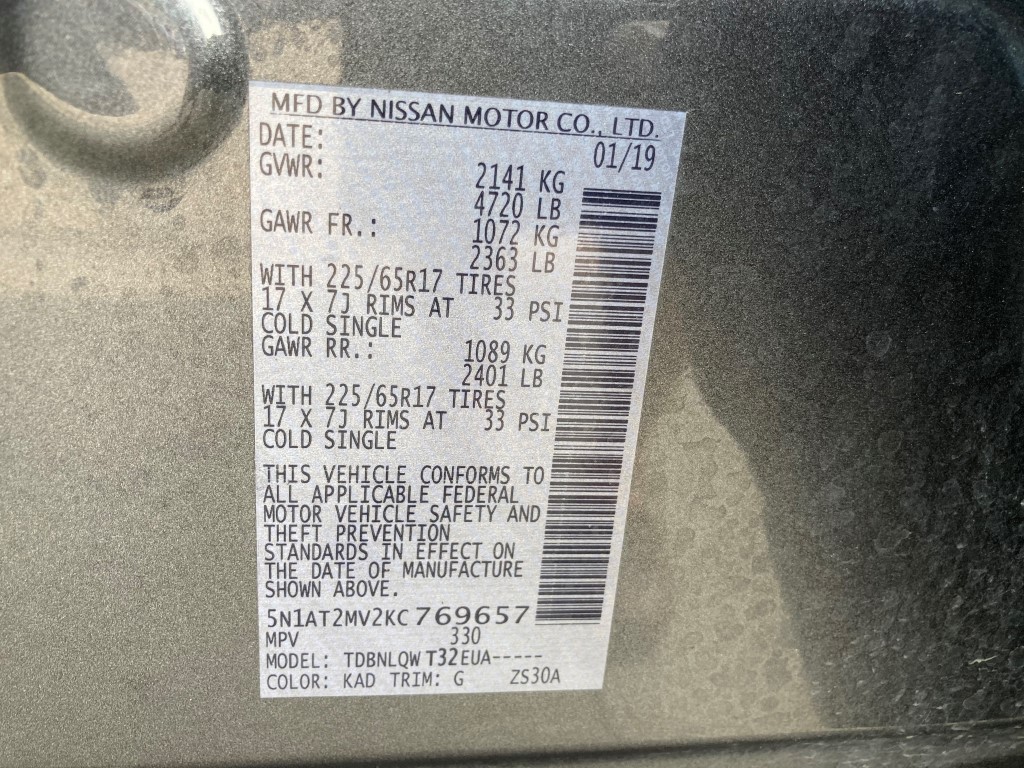 MFD BY NISSAN MOTOR CO., LTD.
DATE: 01/19
GVWR: 2141 KG
4720 LB
GAWR FR.: 1072 KG
2363 LB
WITH 225/65R17 TIRES
17 X 7J RIMS AT 33 PSI
COLD SINGLE
GAWR RR.: 1089 KG
2401 LB
WITH 225/65R17 TIRES
17 X 7J RIMS AT 33 PSI
COLD SINGLE
THIS VEHICLE CONFORMS TO
ALL APPLICABLE FEDERAL
MOTOR VEHICLE SAFETY AND
THEFT PREVENTION
STANDARDS IN EFFECT ON
THE DATE OF MANUFACTURE
SHOWN ABOVE.
5N1AT2MV2KC769657
MPV 330
MODEL: TDBNLQWT32EUA-----
COLOR: KAD TRIM: G ZS30A